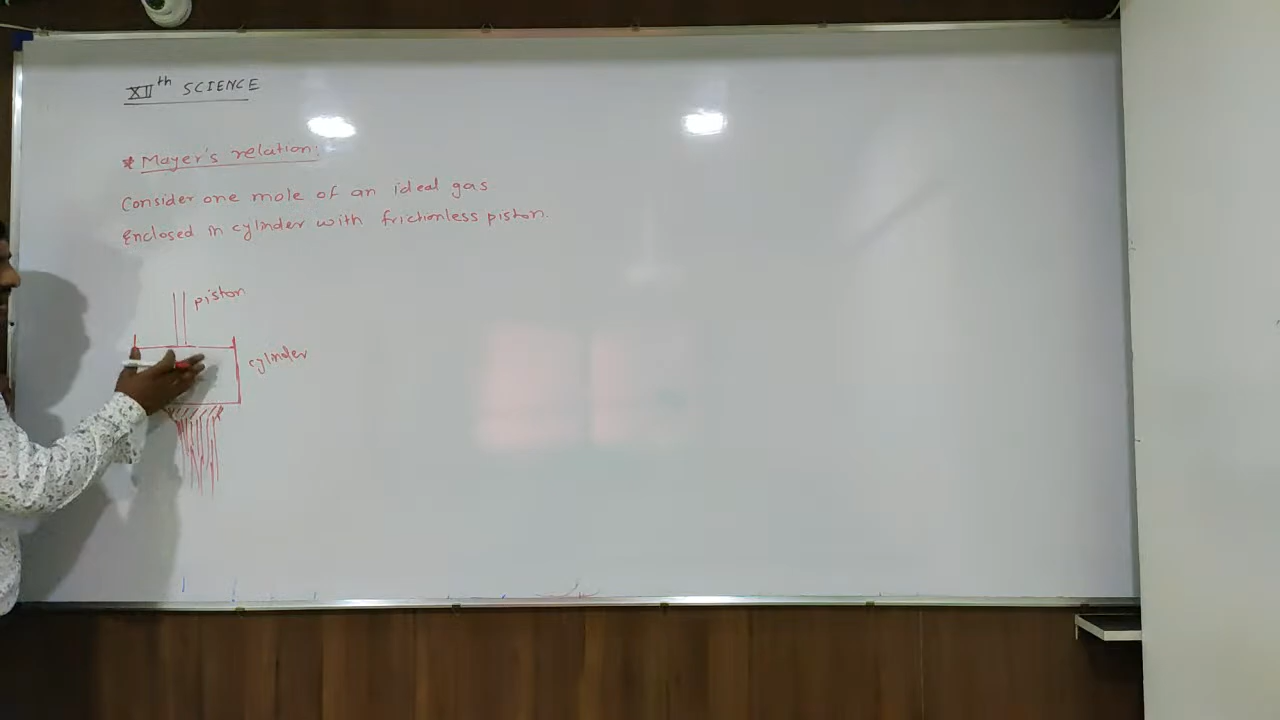 XIIth SCIENCE
* Mayer's relation:
Consider one mole of an ideal gas
enclosed in cylinder with frictionless piston.
piston
cylinder